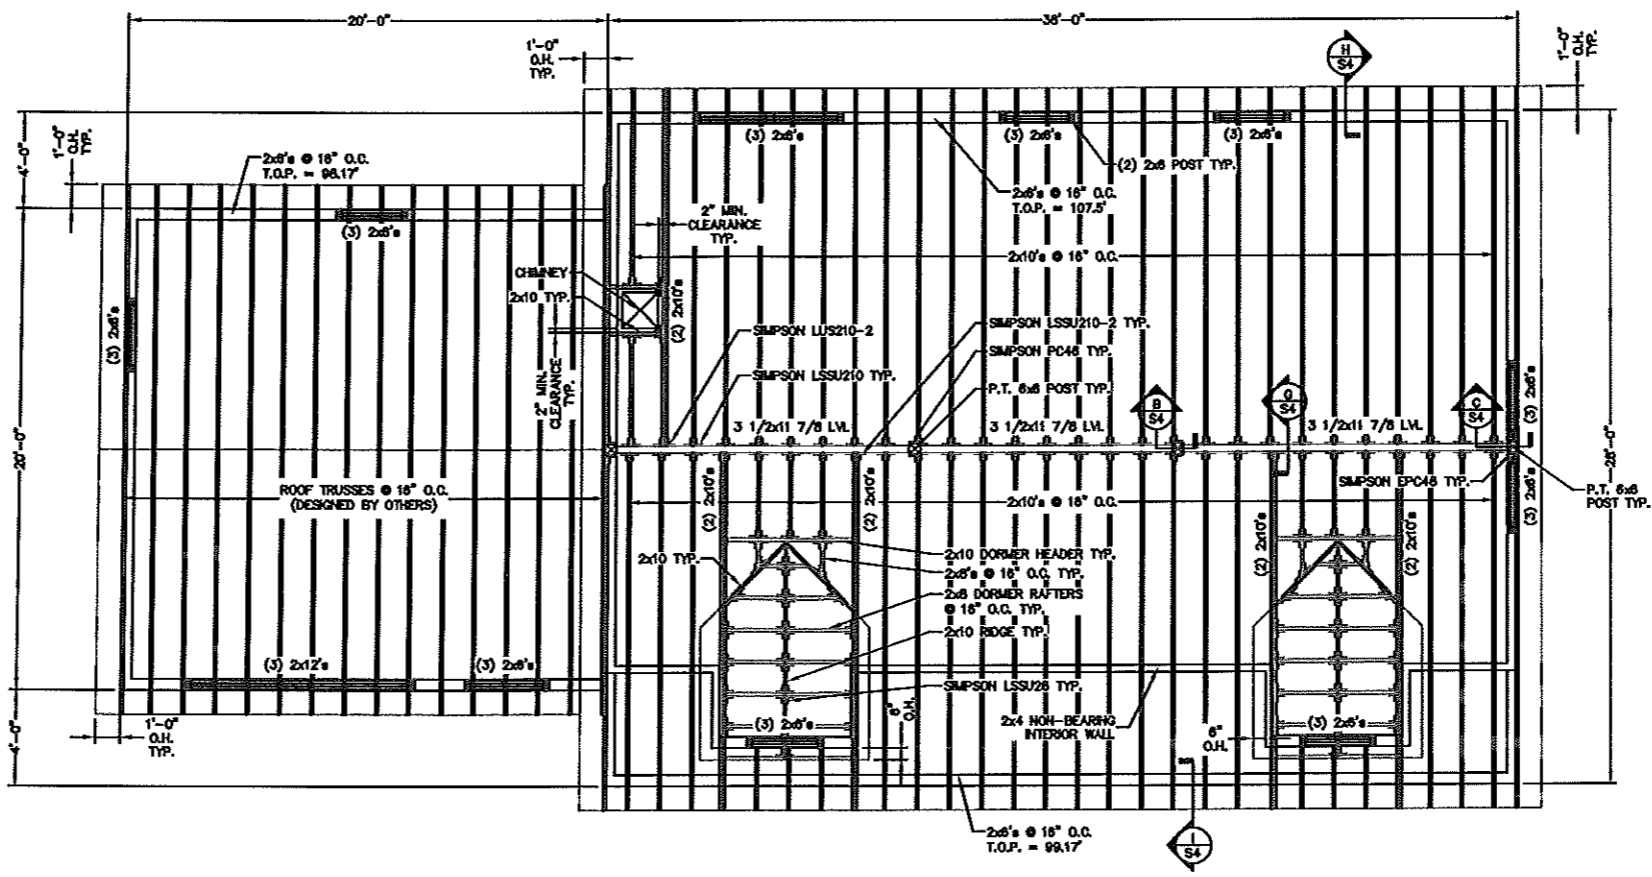 20'-0"
38'-0"
1'-0"
O.H.
TYP.
H
S4
1'-0"
O.H.
TYP.
4'-0"
1'-0"
O.H.
TYP.
2x6's @ 16" O.C.
T.O.P. = 98.17'
(3) 2x6's
(3) 2x6's
(3) 2x6's
(2) 2x6 POST TYP.
2x6's @ 16" O.C.
T.O.P. = 107.5'
(3) 2x6's
2" MIN.
CLEARANCE
TYP.
2x10's @ 16" O.C.
CHIMNEY
2x10 TYP.
(2) 2x10's
(3) 2x6's
2" MIN.
CLEARANCE
TYP.
SIMPSON LUS210-2
SIMPSON LSSU210 TYP.
SIMPSON LSSU210-2 TYP.
SIMPSON PC46 TYP.
P.T. 6x6 POST TYP.
B
S4
G
S4
C
S4
(3) 2x6's
3 1/2x11 7/8 LVL
3 1/2x11 7/8 LVL
3 1/2x11 7/8 LVL
20'-0"
28'-0"
ROOF TRUSSES @ 16" O.C.
(DESIGNED BY OTHERS)
(2) 2x10's
(2) 2x10's
2x10's @ 16" O.C.
SIMPSON EPC46 TYP.
(3) 2x6's
P.T. 6x6
POST TYP.
2x10 TYP.
2x10 DORMER HEADER TYP.
2x8's @ 16" O.C. TYP.
2x8 DORMER RAFTERS
@ 16" O.C. TYP.
2x10 RIDGE TYP.
(2) 2x10's
(2) 2x10's
(3) 2x12's
(3) 2x6's
SIMPSON LSSU26 TYP.
(3) 2x6's
6"
O.H.
2x4 NON-BEARING
INTERIOR WALL
6"
O.H.
(3) 2x6's
4'-0"
1'-0"
O.H.
TYP.
2x6's @ 16" O.C.
T.O.P. = 99.17'
I
S4